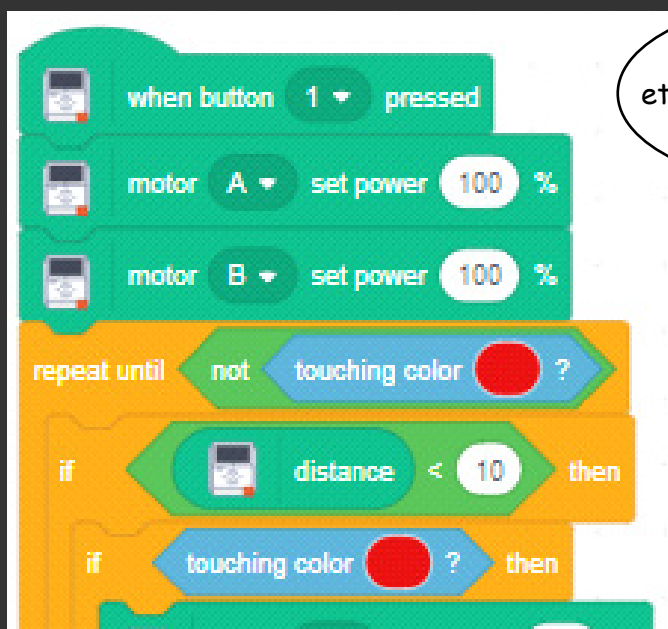 when button 1 pressed
et
motor A set power 100 %
motor B set power 100 %
repeat until not touching color ?
if distance < 10 then
if touching color ? then